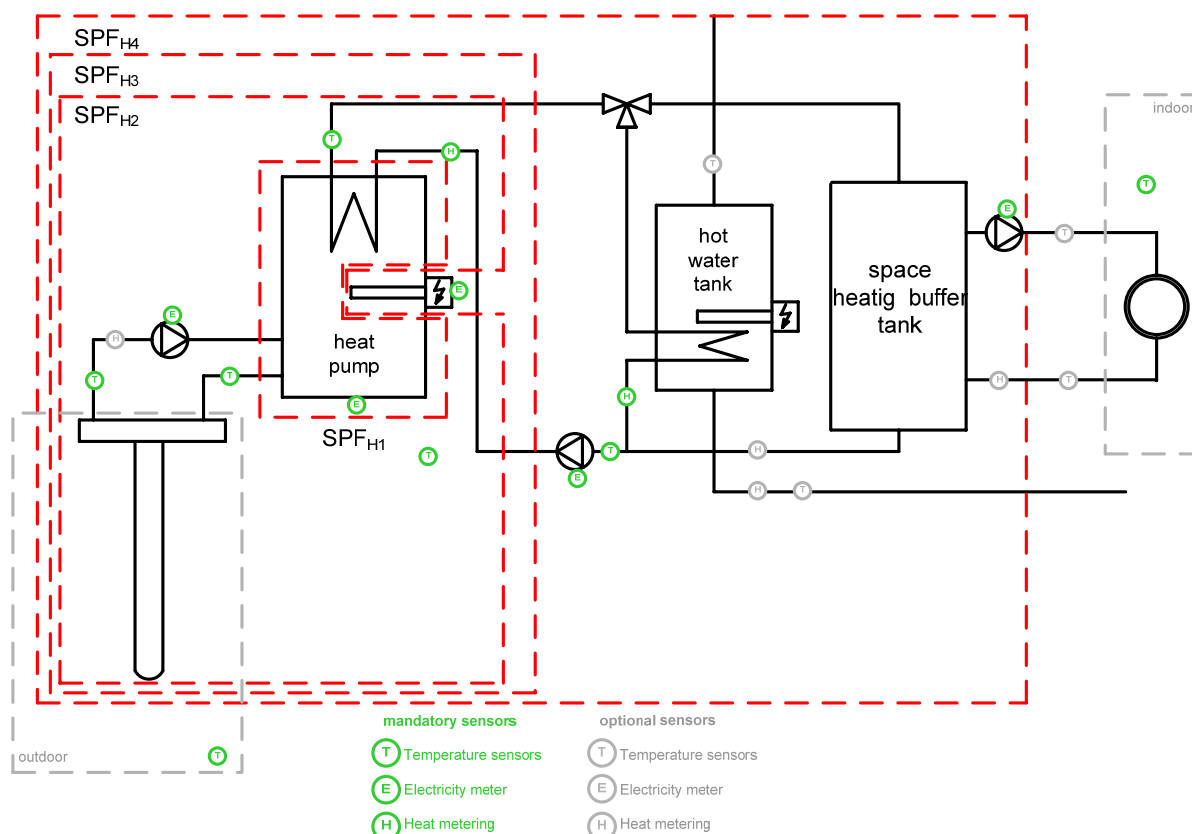 SPFH4
SPFH3
SPFH2
indoor
T
H
T
T
E
hot
water
tank
T
space
heatig buffer
tank
E
E
H
heat
pump
T
T
E
H
H
T
SPFH1
T
T
H
E
H
T
outdoor
T
mandatory sensors
optional sensors
T Temperature sensors
T Temperature sensors
E Electricity meter
E Electricity meter
H Heat metering
H Heat metering